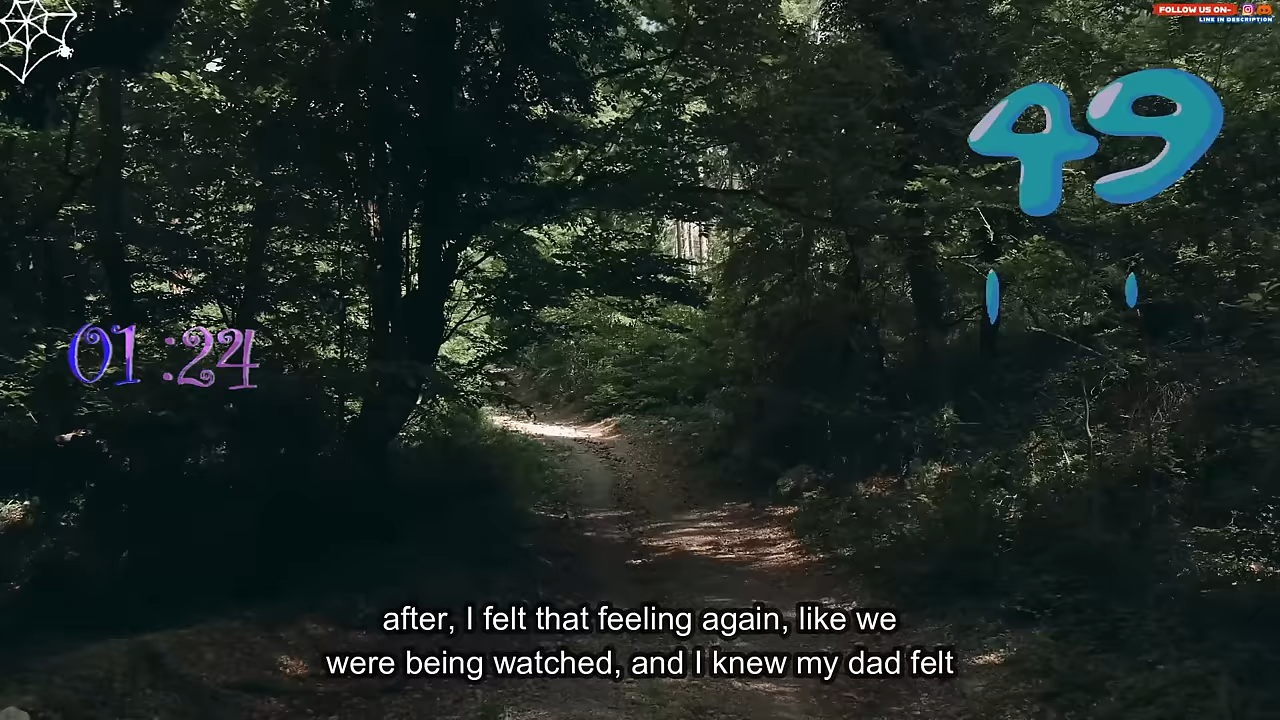 FOLLOW US ON-
LINK IN DESCRIPTION
49
01:24
after, I felt that feeling again, like we
were being watched, and I knew my dad felt